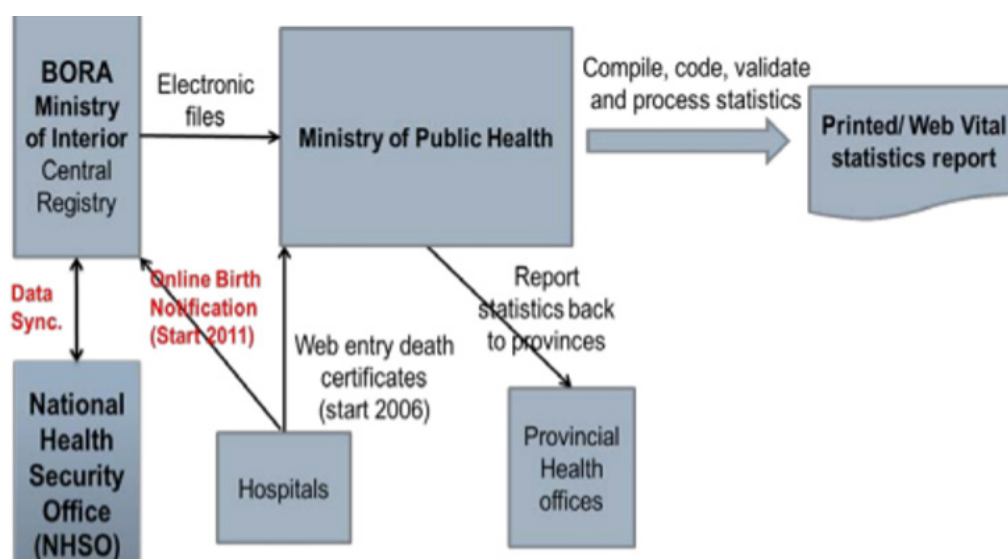 BORA
Ministry
of Interior
Central
Registry
Electronic
files
Ministry of Public Health
Compile, code, validate
and process statistics
Printed/ Web Vital
statistics report
Data
Sync.
Online Birth
Notification
(Start 2011)
Web entry death
certificates
(start 2006)
Report
statistics back
to provinces
National
Health
Security
Office
(NHSO)
Hospitals
Provincial
Health
offices